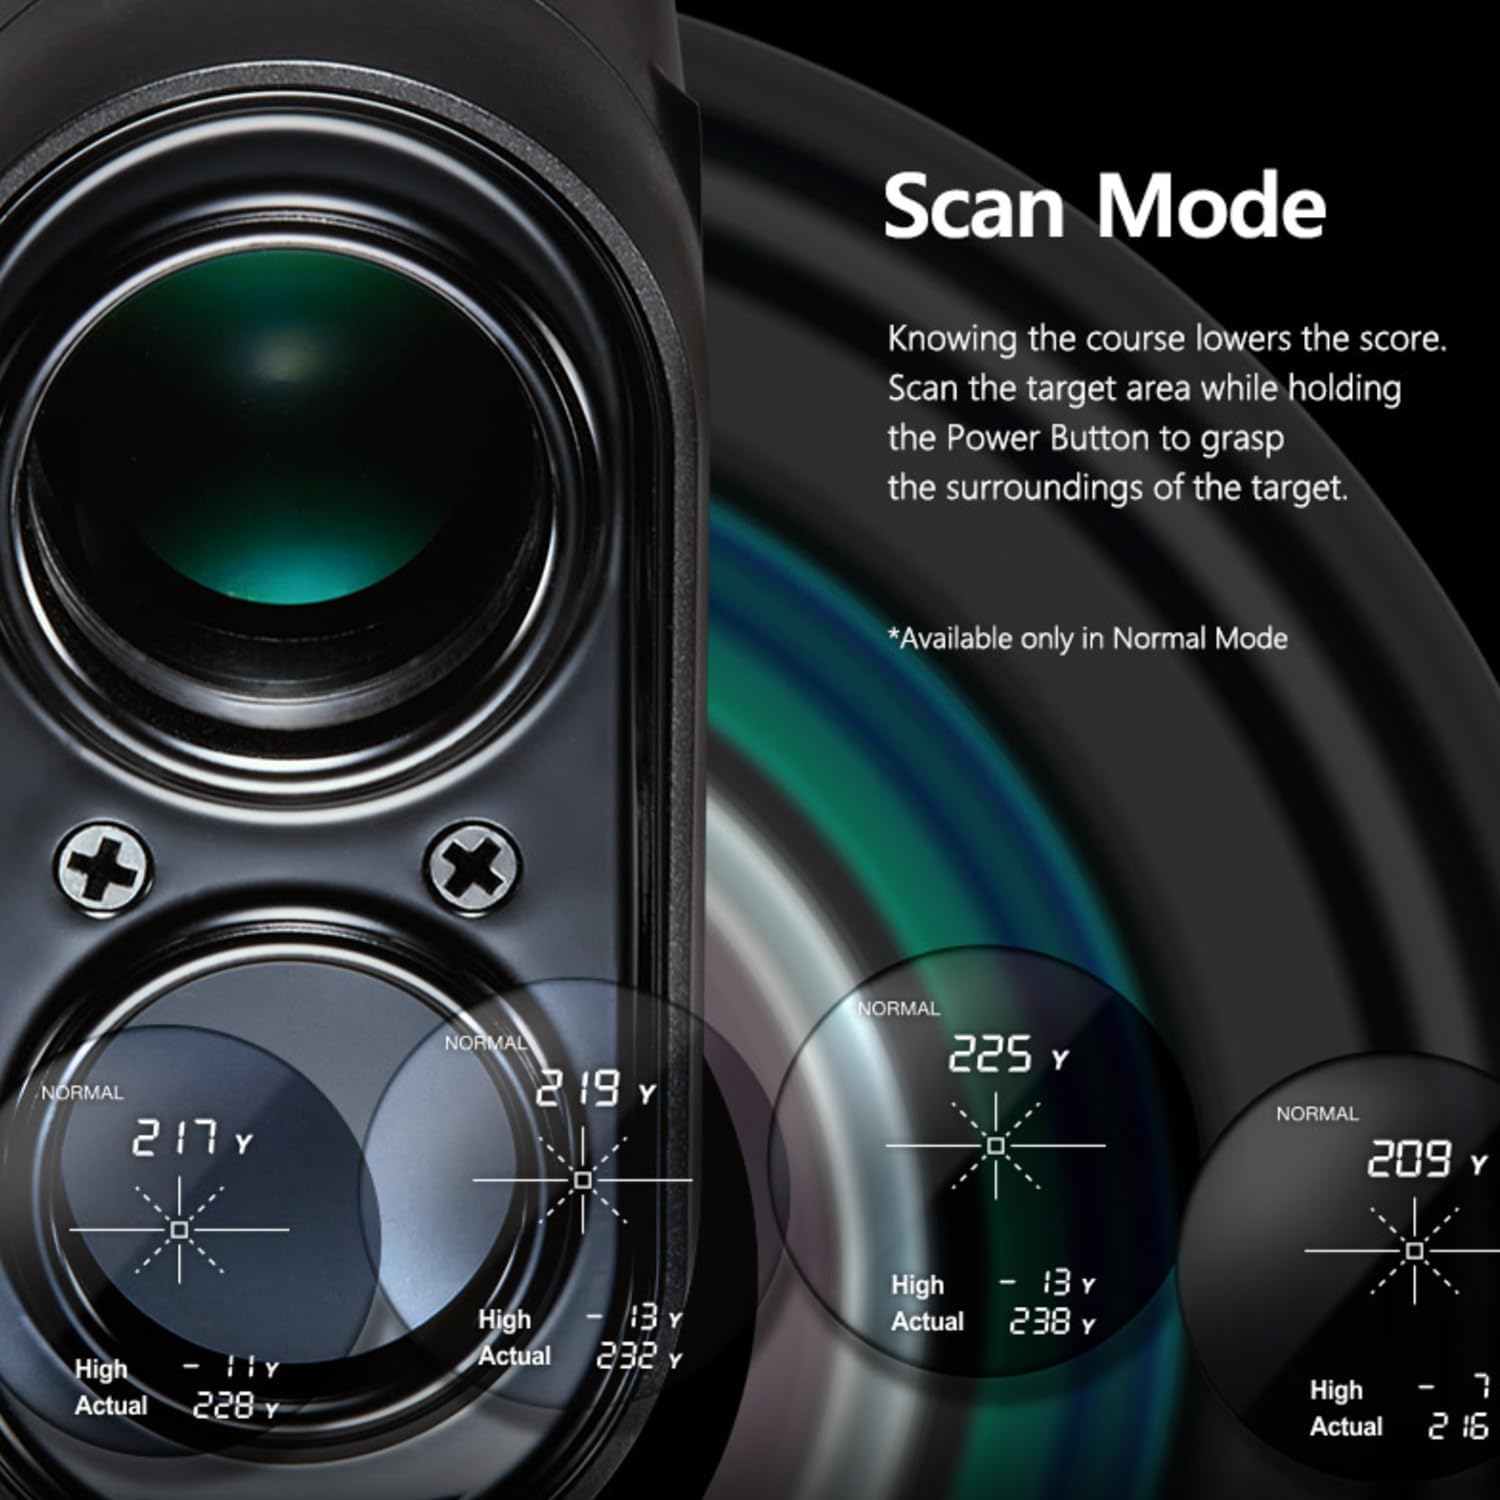 Scan Mode
Knowing the course lowers the score.
Scan the target area while holding
the Power Button to grasp
the surroundings of the target.
*Available only in Normal Mode
NORMAL
217 Y
High - 11 Y
Actual 228 Y
NORMAL
219 Y
High - 13 Y
Actual 232 Y
NORMAL
225 Y
High - 13 Y
Actual 238 Y
NORMAL
209 Y
High - 7
Actual 216